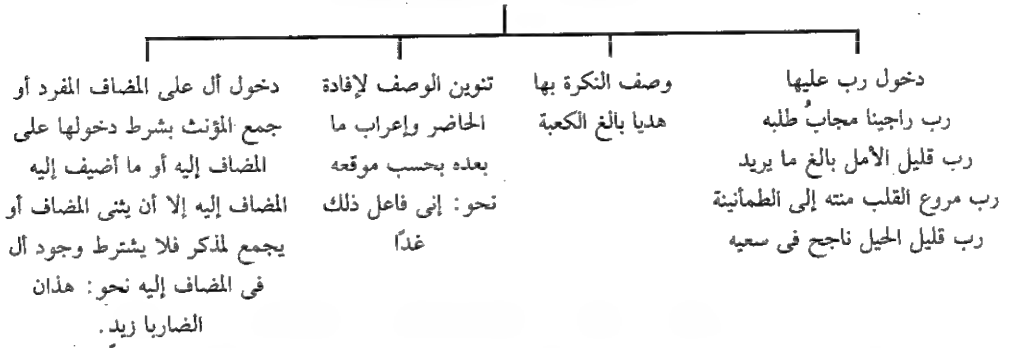 دخول رب عليها
رب راجينا مجابُ طلبه
رب قليل الأمل بالغ ما يريد
رب مروع القلب منته إلى الطمأنينة
رب قليل الحيل ناجح فى سعيه
وصف النكرة بها
هديا بالغ الكعبة
تنوين الوصف لإفادة
الحاضر وإعراب ما
بعده بحسب موقعه
نحو: إنى فاعل ذلك
غدًا
دخول أل على المضاف المفرد أو
جمع المؤنث بشرط دخولها على
المضاف إليه أو ما أضيف إليه
المضاف إليه إلا أن يثنى المضاف أو
يجمع لمذكر فلا يشترط وجود أل
فى المضاف إليه نحو: هذان
الضاربا زيدٍ.